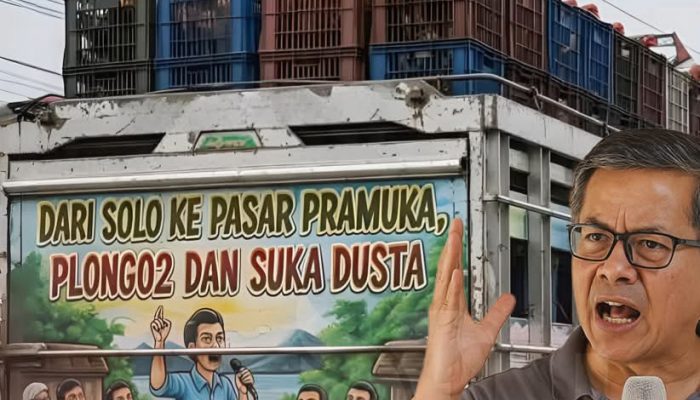 DARI SOLO KE PASAR PRAMUKA,
PLONGO2 DAN SUKA DUSTA